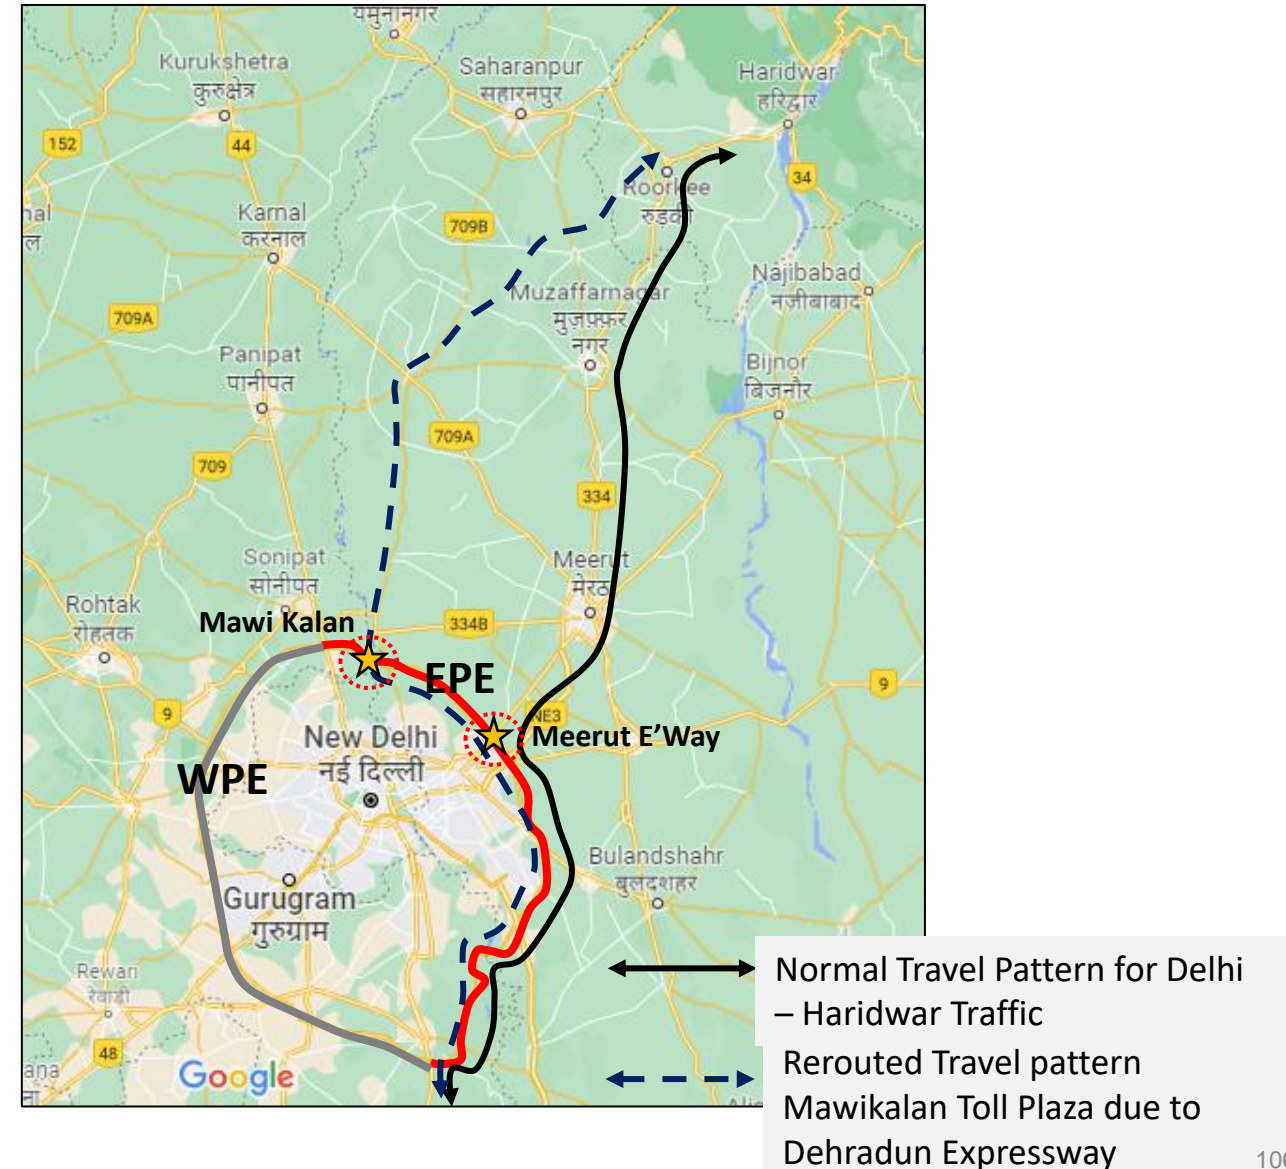 यमुनानगर
Kurukshetra
कुरुक्षेत्र
Saharanpur
सहारनपुर
Haridwar
हरिद्वार
152
44
34
Roorkee
रुड़की
Karnal
करनाल
709B
Najibabad
नज़ीबाबाद
Muzaffarnagar
मुज़फ़्फ़र
नगर
709A
Panipat
पानीपत
Bijnor
बिजनौर
709A
709
334
Sonipat
सोनीपत
Meerut
मेरठ
Rohtak
रोहतक
Mawi Kalan
334B
EPE
9
9
NE3
New Delhi
नई दिल्ली
Meerut E’Way
WPE
Bulandshahr
बुलंदशहर
Gurugram
गुरुग्राम
Rewari
रेवाड़ी
48
Google
Normal Travel Pattern for Delhi
– Haridwar Traffic
Rerouted Travel pattern
Mawikalan Toll Plaza due to
Dehradun Expressway